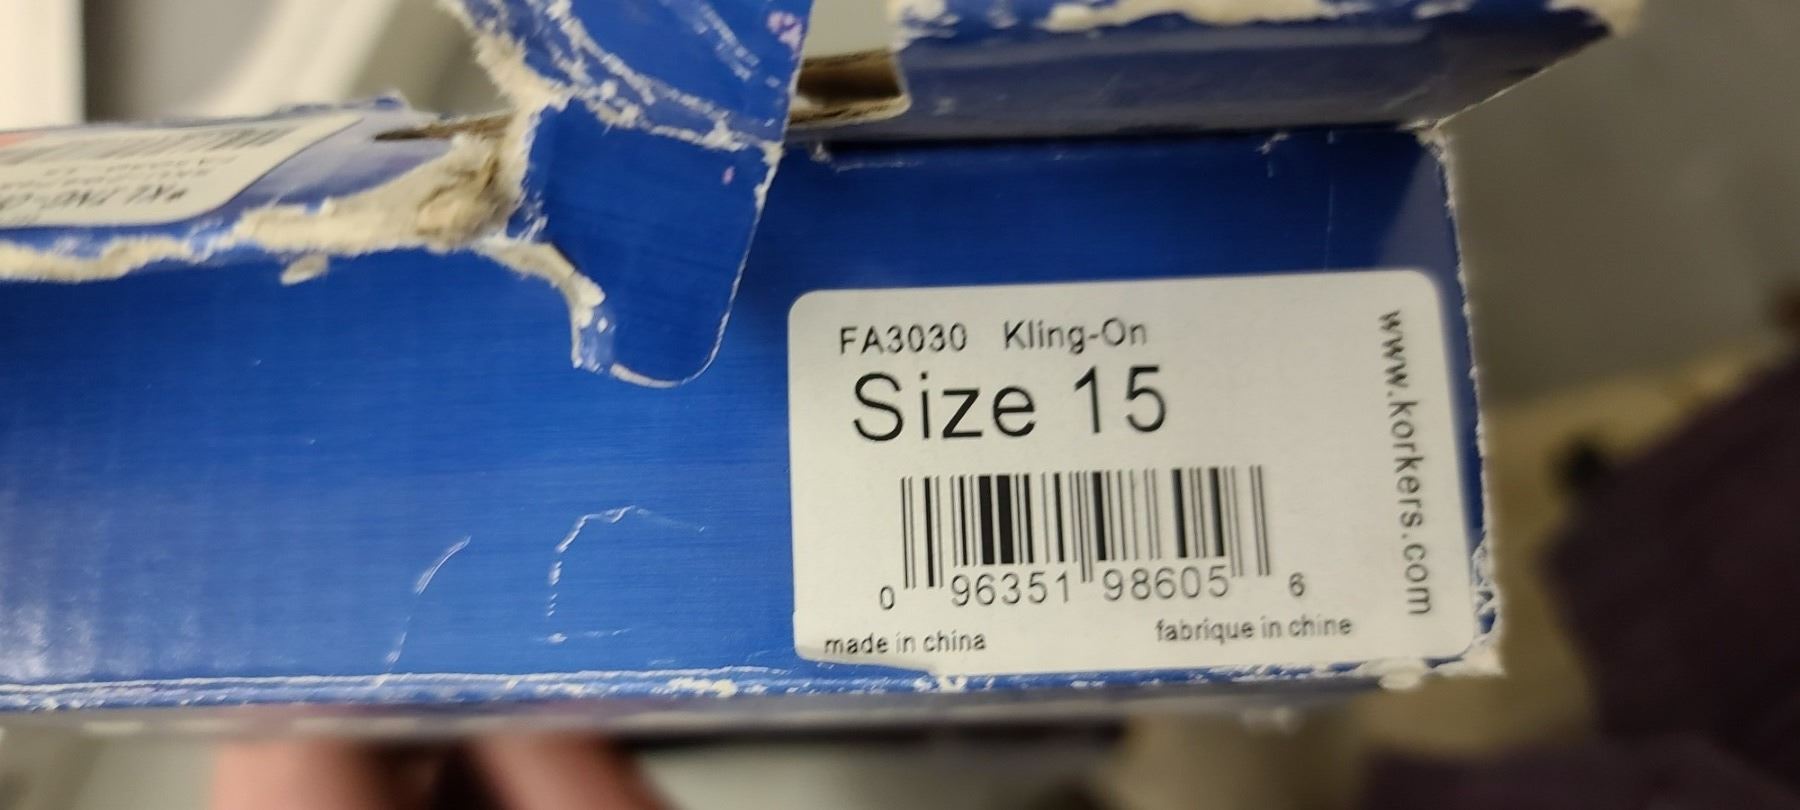 FA3030 Kling-On
Size 15
0 96351 98605 6
made in china
fabrique in chine
www.korkers.com